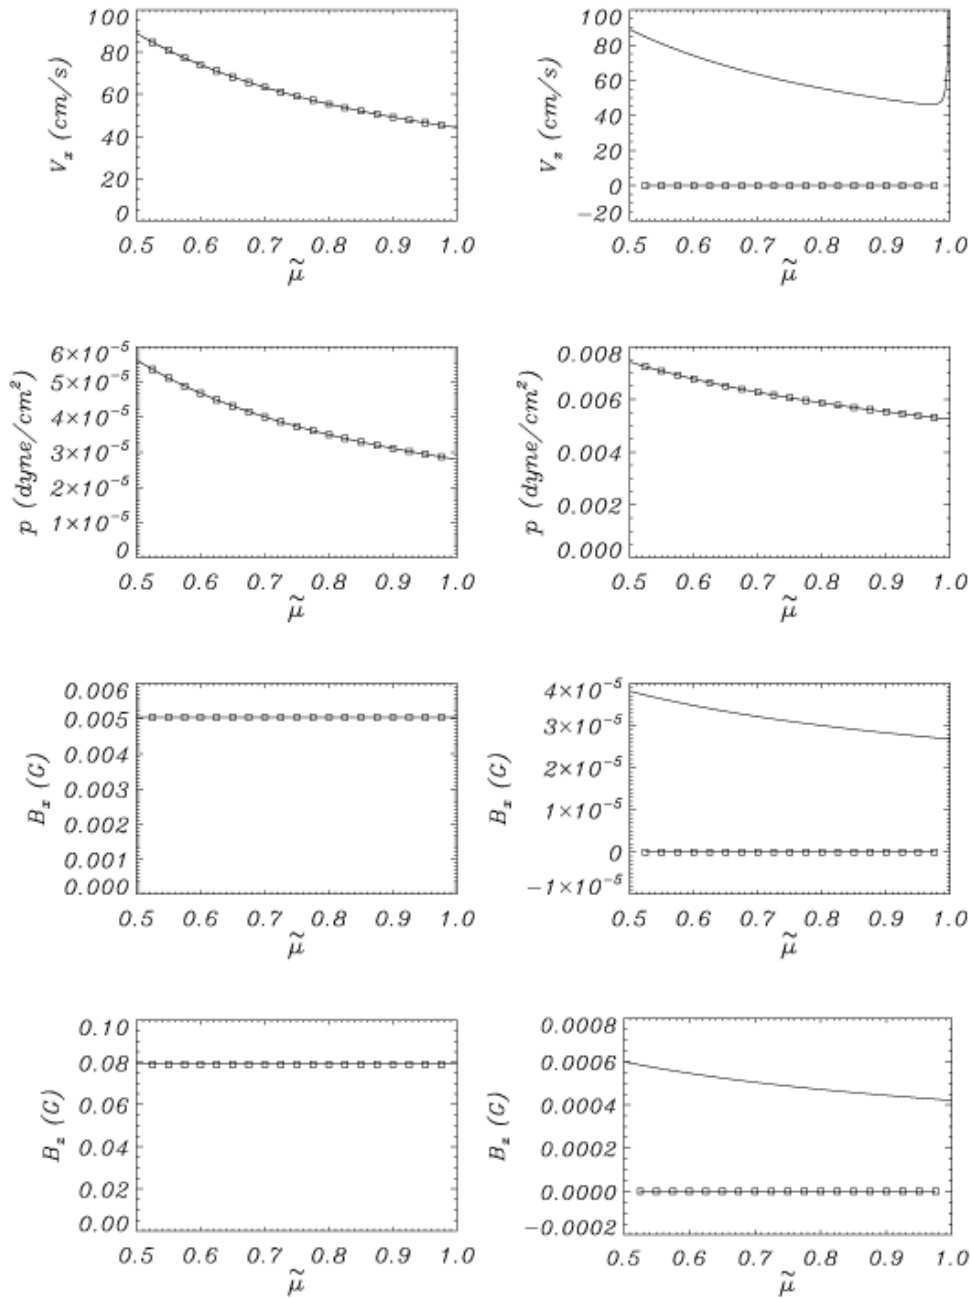 100
80
60
40
20
0
V_z (cm/s)
0.5 0.6 0.7 0.8 0.9 1.0
μ̃
100
80
60
40
20
0
−20
V_z (cm/s)
0.5 0.6 0.7 0.8 0.9 1.0
μ̃
6×10⁻⁵
5×10⁻⁵
4×10⁻⁵
3×10⁻⁵
2×10⁻⁵
1×10⁻⁵
0
p (dyne/cm²)
0.5 0.6 0.7 0.8 0.9 1.0
μ̃
0.008
0.006
0.004
0.002
0.000
p (dyne/cm²)
0.5 0.6 0.7 0.8 0.9 1.0
μ̃
0.006
0.005
0.004
0.003
0.002
0.001
0.000
B_x (G)
0.5 0.6 0.7 0.8 0.9 1.0
μ̃
4×10⁻⁵
3×10⁻⁵
2×10⁻⁵
1×10⁻⁵
0
−1×10⁻⁵
B_x (G)
0.5 0.6 0.7 0.8 0.9 1.0
μ̃
0.10
0.08
0.06
0.04
0.02
0.00
B_z (G)
0.5 0.6 0.7 0.8 0.9 1.0
μ̃
0.0008
0.0006
0.0004
0.0002
0.0000
−0.0002
B_z (G)
0.5 0.6 0.7 0.8 0.9 1.0
μ̃